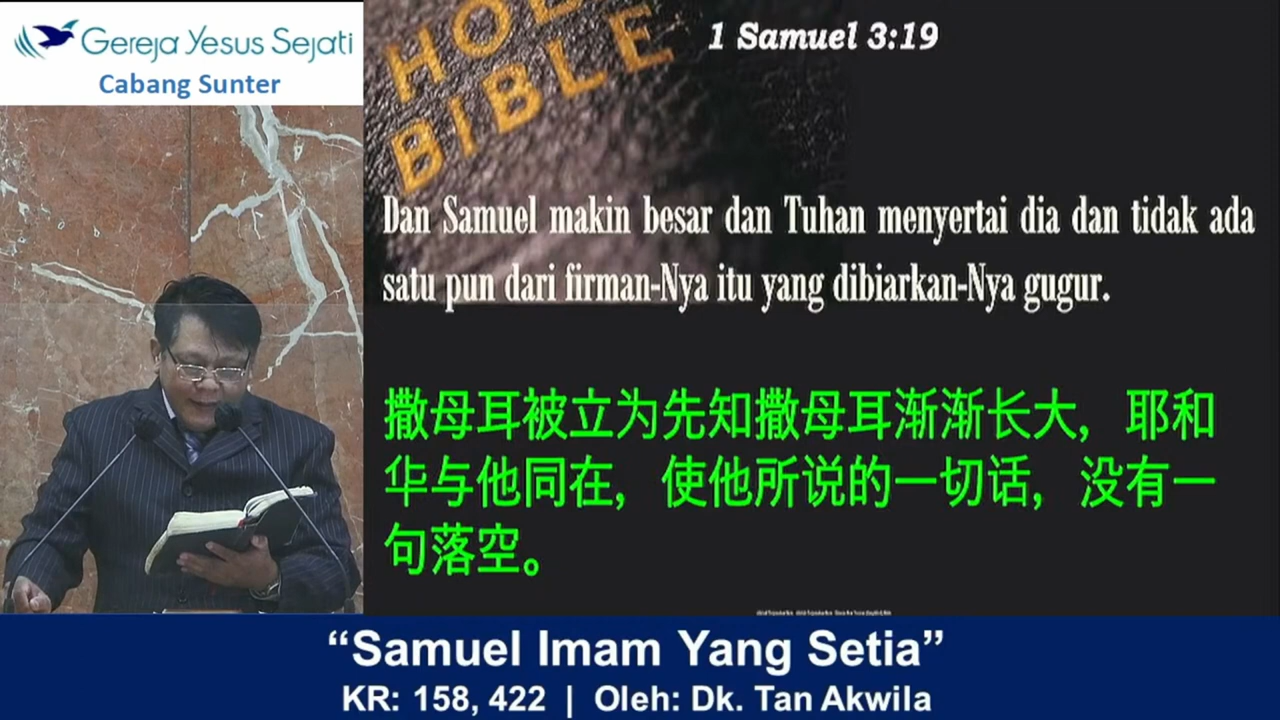 Gereja Yesus Sejati
Cabang Sunter
HOLY
BIBLE
1 Samuel 3:19
Dan Samuel makin besar dan Tuhan menyertai dia dan tidak ada
satu pun dari firman-Nya itu yang dibiarkan-Nya gugur.
撒母耳被立为先知撒母耳渐渐长大，耶和
华与他同在，使他所说的一切话，没有一
句落空。
“Samuel Imam Yang Setia”
KR: 158, 422 | Oleh: Dk. Tan Akwila